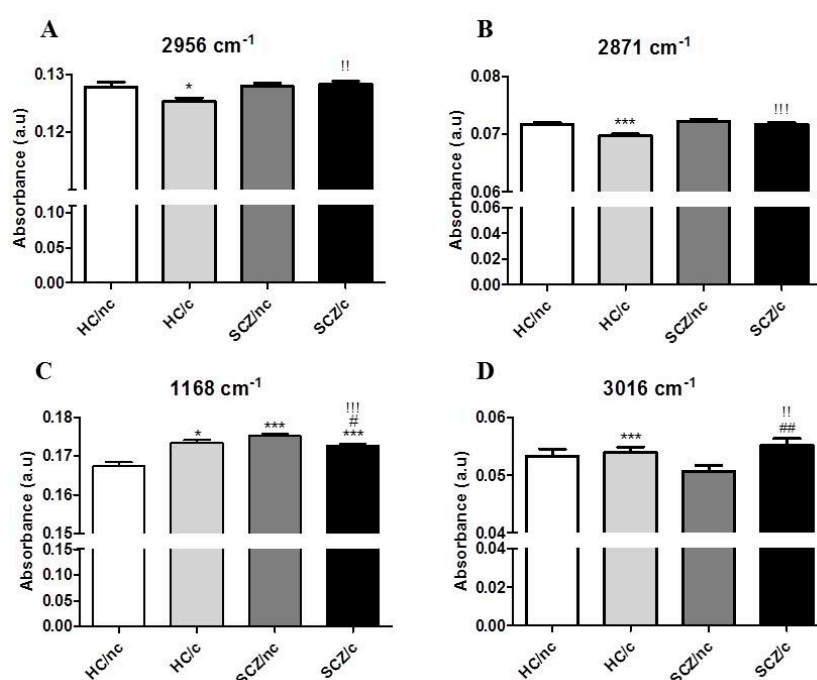 A
2956 cm-1
Absorbance (a.u)
0.13
0.12
0.10
0.05
0.00
*
!!
HC/nc
HC/c
SCZ/nc
SCZ/c
B
2871 cm-1
Absorbance (a.u)
0.08
0.07
0.06
0.06
0.04
0.02
0.00
***
!!!
HC/nc
HC/c
SCZ/nc
SCZ/c
C
1168 cm-1
Absorbance (a.u)
0.18
0.17
0.16
0.15
0.15
0.10
0.05
0.00
*
***
!!!
#
***
HC/nc
HC/c
SCZ/nc
SCZ/c
D
3016 cm-1
Absorbance (a.u)
0.06
0.05
0.04
0.04
0.02
0.00
***
!!
##
HC/nc
HC/c
SCZ/nc
SCZ/c